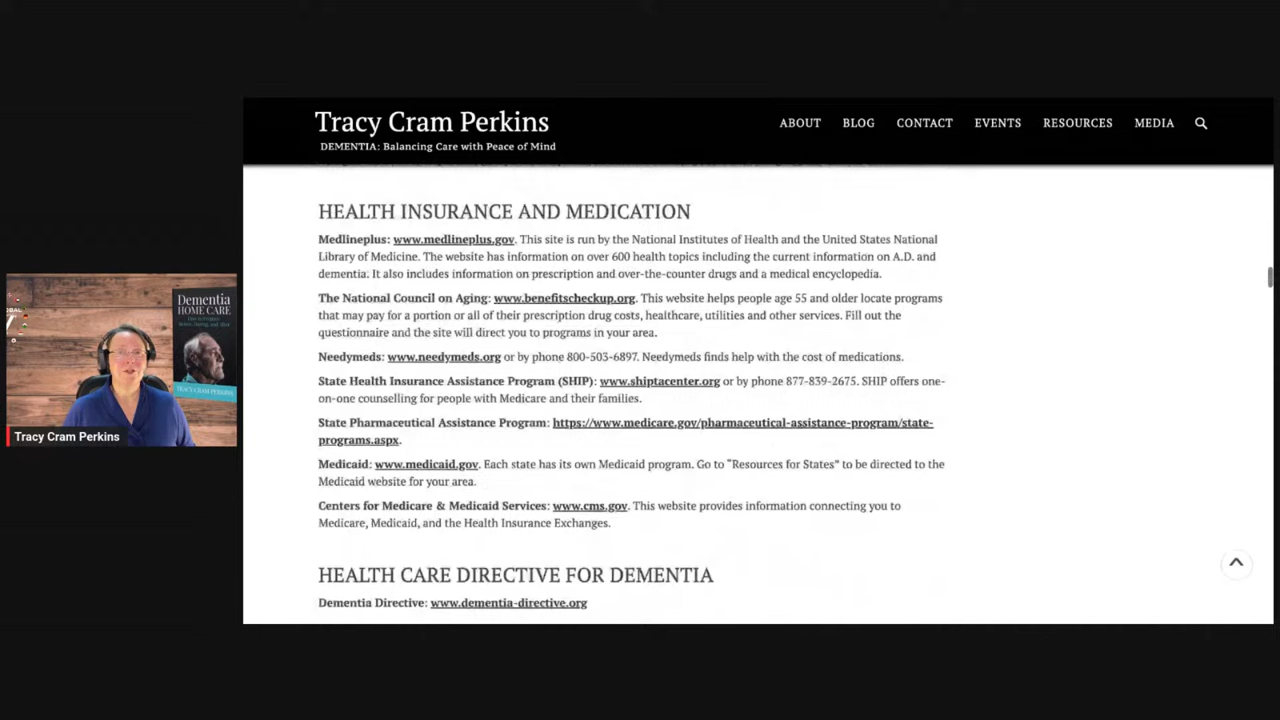 Tracy Cram Perkins
DEMENTIA: Balancing Care with Peace of Mind
ABOUT BLOG CONTACT EVENTS RESOURCES MEDIA
HEALTH INSURANCE AND MEDICATION
Medlineplus: www.medlineplus.gov. This site is run by the National Institutes of Health and the United States National
Library of Medicine. The website has information on over 600 health topics including the current information on A.D. and
dementia. It also includes information on prescription and over-the-counter drugs and a medical encyclopedia.
The National Council on Aging: www.benefitscheckup.org. This website helps people age 55 and older locate programs
that may pay for a portion or all of their prescription drug costs, healthcare, utilities and other services. Fill out the
questionnaire and the site will direct you to programs in your area.
Needymeds: www.needymeds.org or by phone 800-503-6897. Needymeds finds help with the cost of medications.
State Health Insurance Assistance Program (SHIP): www.shiptacenter.org or by phone 877-839-2675. SHIP offers one-
on-one counselling for people with Medicare and their families.
State Pharmaceutical Assistance Program: https://www.medicare.gov/pharmaceutical-assistance-program/state-
programs.aspx.
Medicaid: www.medicaid.gov. Each state has its own Medicaid program. Go to "Resources for States" to be directed to the
Medicaid website for your area.
Centers for Medicare & Medicaid Services: www.cms.gov. This website provides information connecting you to
Medicare, Medicaid, and the Health Insurance Exchanges.
HEALTH CARE DIRECTIVE FOR DEMENTIA
Dementia Directive: www.dementia-directive.org
Dementia
HOME CARE
TRACY CRAM PERKINS
Tracy Cram Perkins